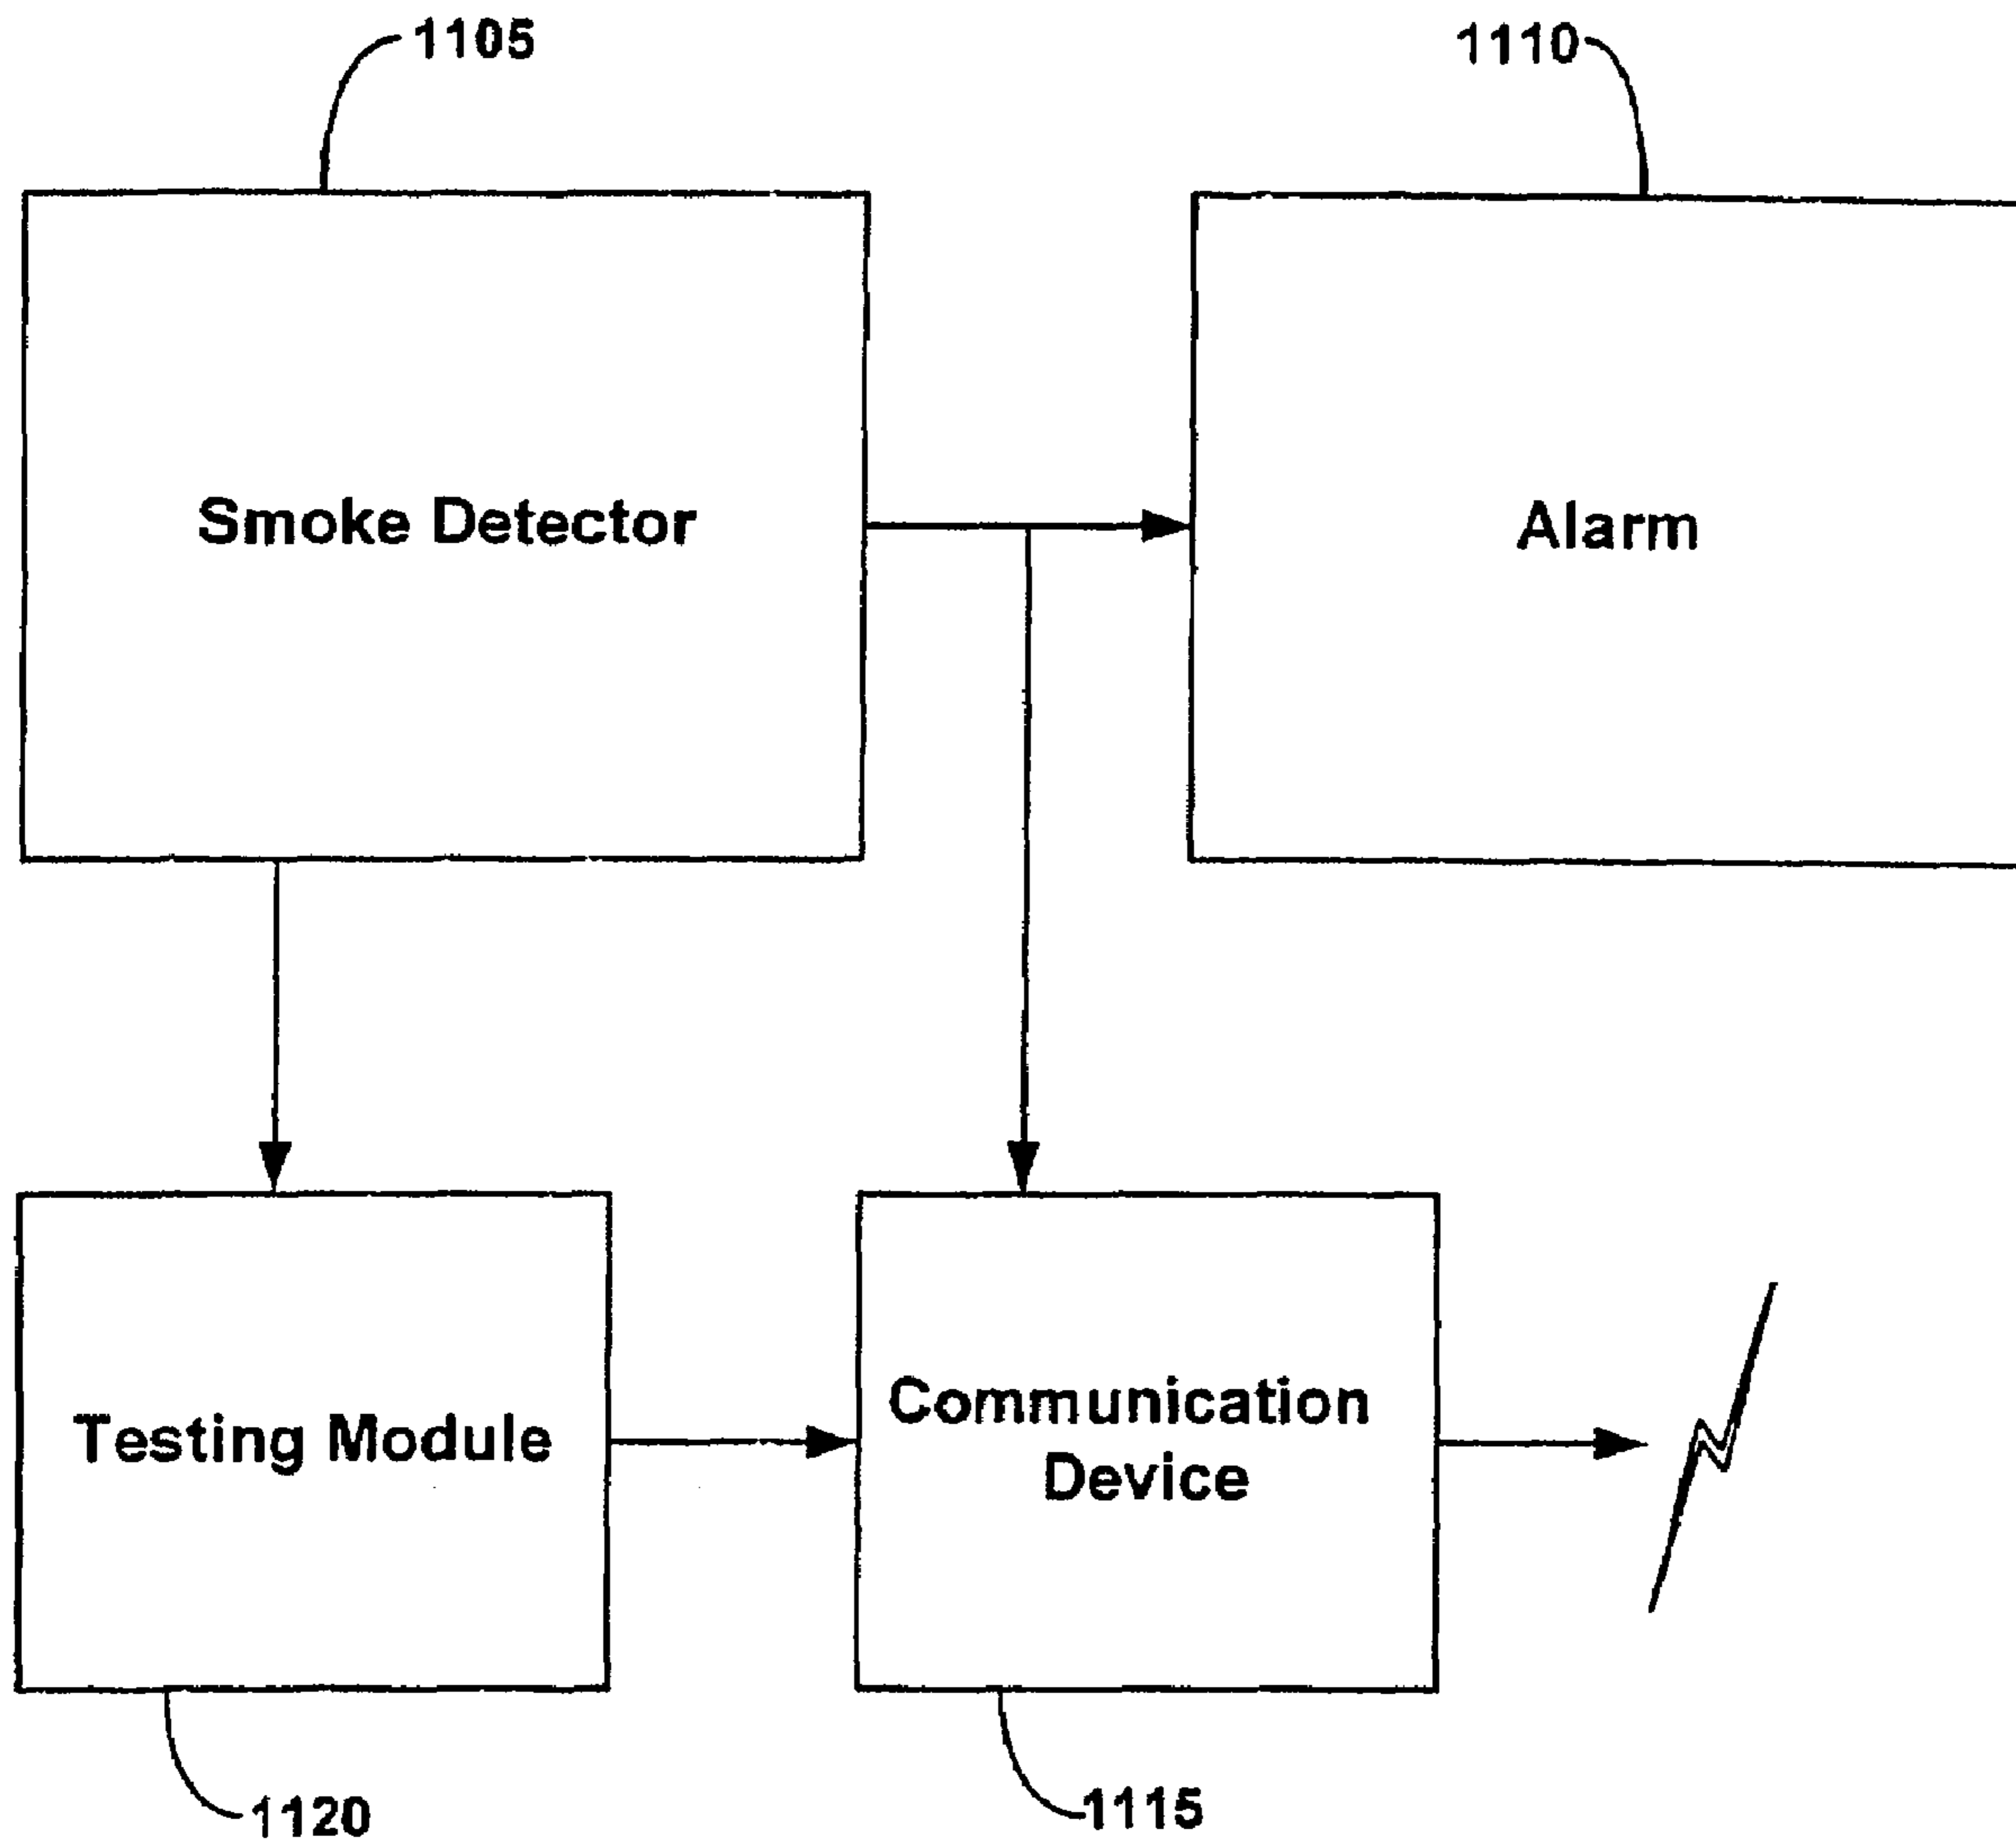 1105
1110
Smoke Detector
Alarm
Testing Module
Communication
Device
1120
1115